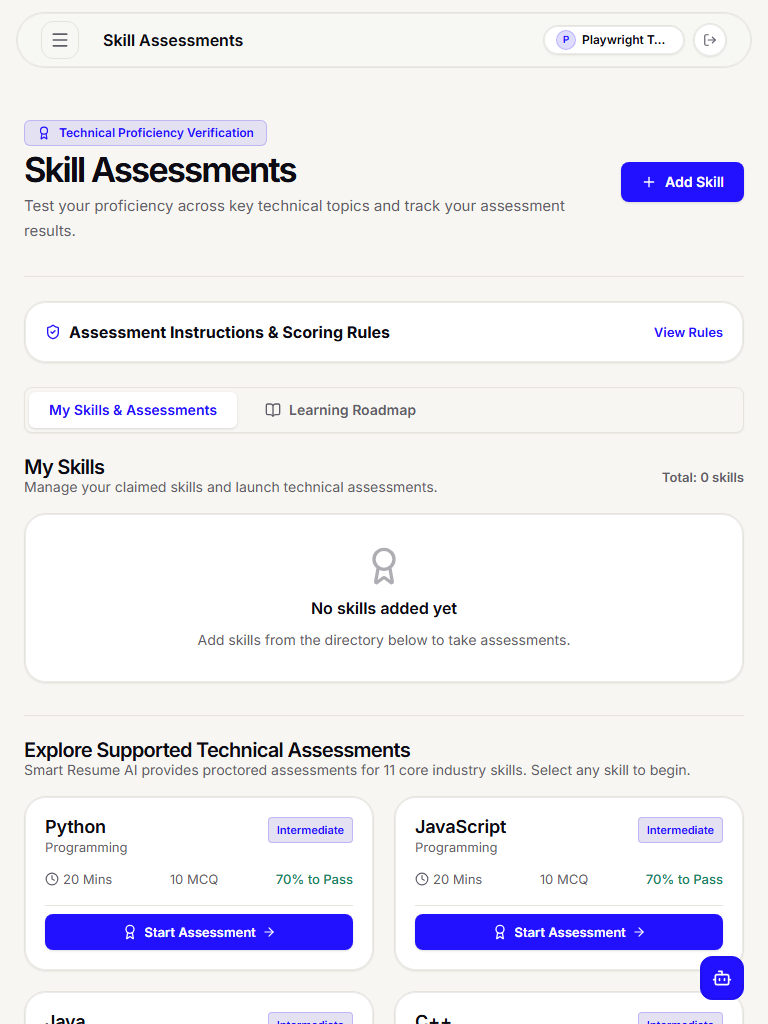 Skill Assessments
P Playwright T...
Technical Proficiency Verification
Skill Assessments
Test your proficiency across key technical topics and track your assessment
results.
Add Skill
Assessment Instructions & Scoring Rules
View Rules
My Skills & Assessments
Learning Roadmap
My Skills
Manage your claimed skills and launch technical assessments.
Total: 0 skills
No skills added yet
Add skills from the directory below to take assessments.
Explore Supported Technical Assessments
Smart Resume AI provides proctored assessments for 11 core industry skills. Select any skill to begin.
Python
Intermediate
Programming
20 Mins
10 MCQ
70% to Pass
Start Assessment
JavaScript
Intermediate
Programming
20 Mins
10 MCQ
70% to Pass
Start Assessment
Java
Intermediate
C++
Intermediate